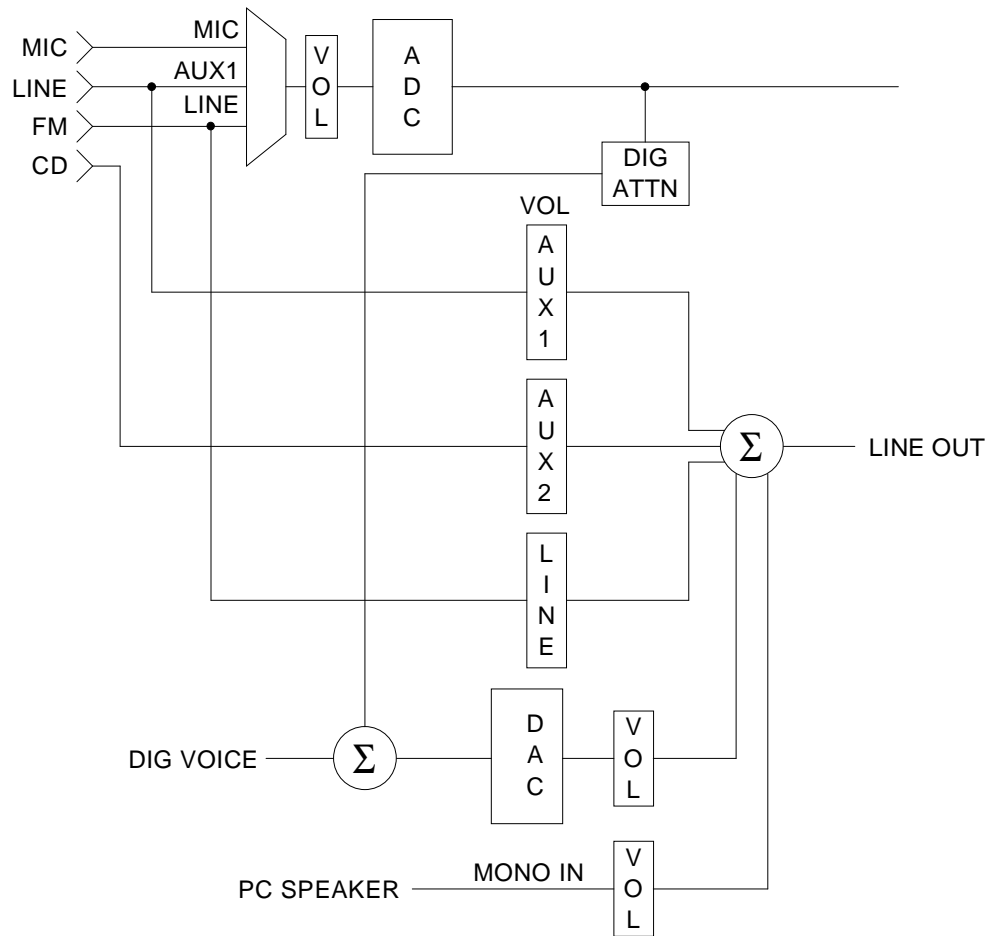 MIC
LINE
FM
CD
MIC
AUX1
LINE
V
O
L
A
D
C
DIG
ATTN
VOL
A
U
X
1
A
U
X
2
Σ
LINE OUT
L
I
N
E
DIG VOICE
Σ
D
A
C
V
O
L
PC SPEAKER
MONO IN
V
O
L